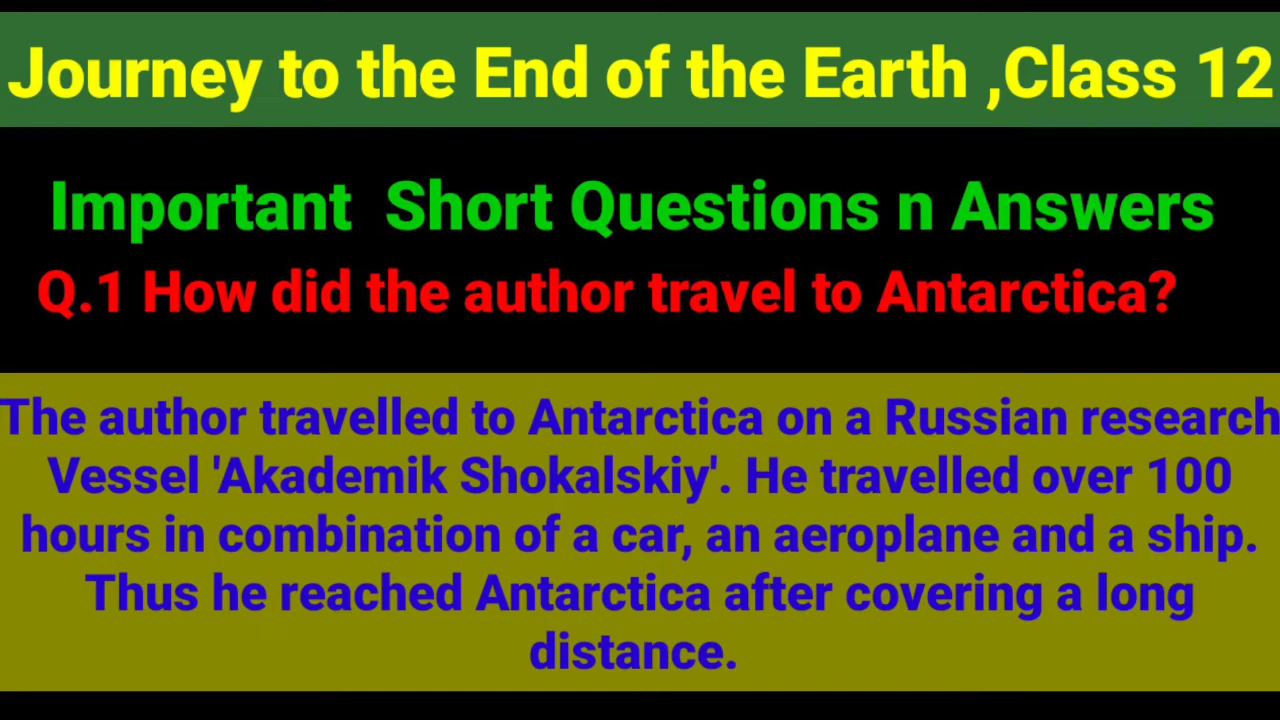 Journey to the End of the Earth ,Class 12
Important Short Questions n Answers
Q.1 How did the author travel to Antarctica?
The author travelled to Antarctica on a Russian research
Vessel 'Akademik Shokalskiy'. He travelled over 100
hours in combination of a car, an aeroplane and a ship.
Thus he reached Antarctica after covering a long
distance.